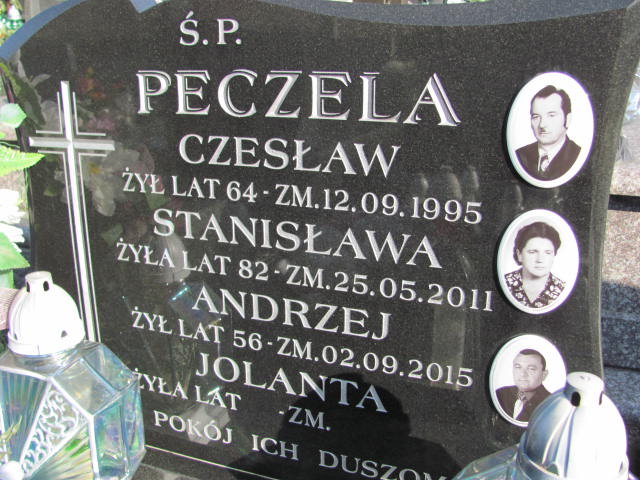 Ś.P.
PECZELA
CZESŁAW
ŻYŁ LAT 64 - ZM. 12.09.1995
STANISŁAWA
ŻYŁA LAT 82 - ZM. 25.05.2011
ANDRZEJ
ŻYŁ LAT 56 - ZM. 02.09.2015
JOLANTA
ŻYŁA LAT - ZM.
POKÓJ ICH DUSZOM